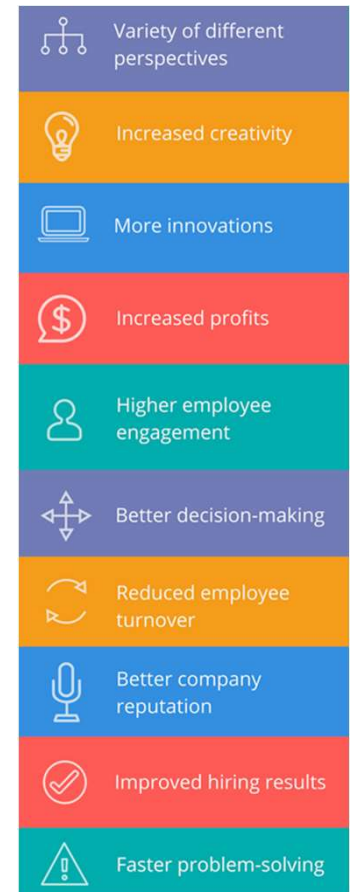 Variety of different
perspectives
Increased creativity
More innovations
$
Increased profits
Higher employee
engagement
Better decision-making
Reduced employee
turnover
Better company
reputation
Improved hiring results
Faster problem-solving